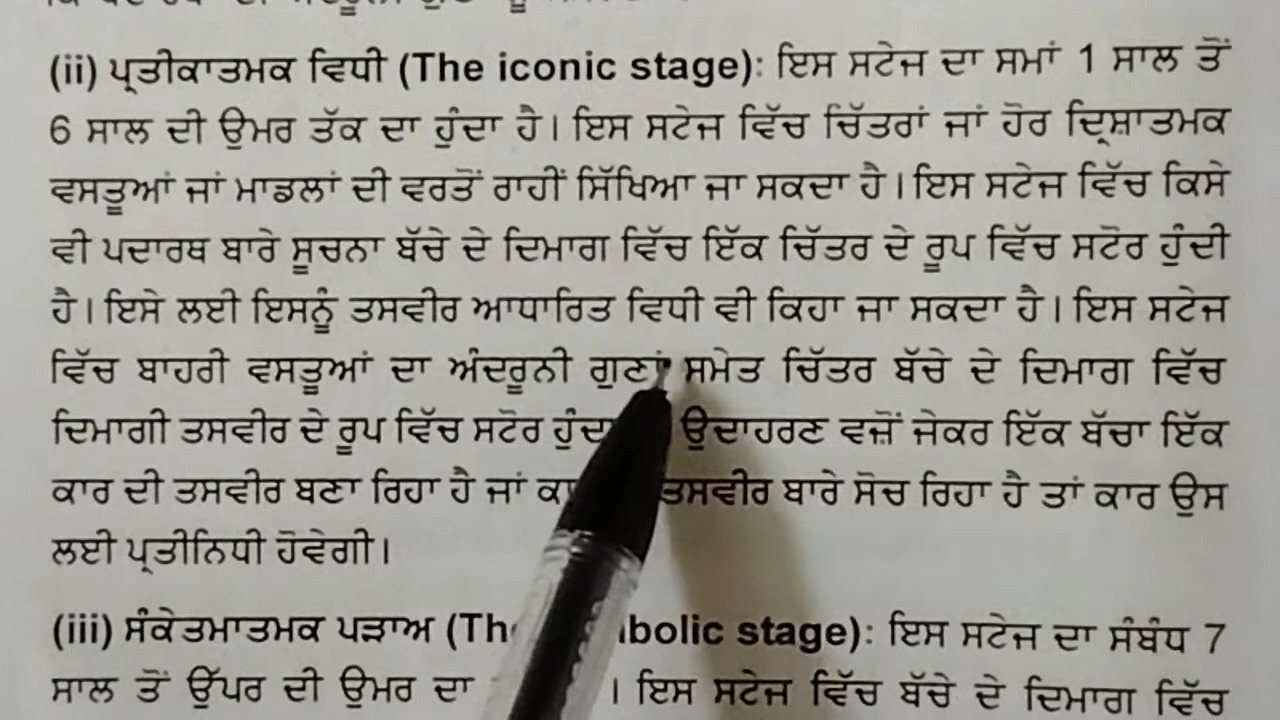 (ii) ਪ੍ਰਤੀਕਾਤਮਕ ਵਿਧੀ (The iconic stage): ਇਸ ਸਟੇਜ ਦਾ ਸਮਾਂ 1 ਸਾਲ ਤੋਂ
6 ਸਾਲ ਦੀ ਉਮਰ ਤੱਕ ਦਾ ਹੁੰਦਾ ਹੈ। ਇਸ ਸਟੇਜ ਵਿੱਚ ਚਿੱਤਰਾਂ ਜਾਂ ਹੋਰ ਦ੍ਰਿਸ਼ਾਤਮਕ
ਵਸਤੂਆਂ ਜਾਂ ਮਾਡਲਾਂ ਦੀ ਵਰਤੋਂ ਰਾਹੀਂ ਸਿੱਖਿਆ ਜਾ ਸਕਦਾ ਹੈ। ਇਸ ਸਟੇਜ ਵਿੱਚ ਕਿਸੇ
ਵੀ ਪਦਾਰਥ ਬਾਰੇ ਸੂਚਨਾ ਬੱਚੇ ਦੇ ਦਿਮਾਗ ਵਿੱਚ ਇੱਕ ਚਿੱਤਰ ਦੇ ਰੂਪ ਵਿੱਚ ਸਟੋਰ ਹੁੰਦੀ
ਹੈ। ਇਸੇ ਲਈ ਇਸਨੂੰ ਤਸਵੀਰ ਆਧਾਰਿਤ ਵਿਧੀ ਵੀ ਕਿਹਾ ਜਾ ਸਕਦਾ ਹੈ। ਇਸ ਸਟੇਜ
ਵਿੱਚ ਬਾਹਰੀ ਵਸਤੂਆਂ ਦਾ ਅੰਦਰੂਨੀ ਗੁਣਾਂ ਸਮੇਤ ਚਿੱਤਰ ਬੱਚੇ ਦੇ ਦਿਮਾਗ ਵਿੱਚ
ਦਿਮਾਗੀ ਤਸਵੀਰ ਦੇ ਰੂਪ ਵਿੱਚ ਸਟੋਰ ਹੁੰਦਾ ਉਦਾਹਰਣ ਵਜੋਂ ਜੇਕਰ ਇੱਕ ਬੱਚਾ ਇੱਕ
ਕਾਰ ਦੀ ਤਸਵੀਰ ਬਣਾ ਰਿਹਾ ਹੈ ਜਾਂ ਤਸਵੀਰ ਬਾਰੇ ਸੋਚ ਰਿਹਾ ਹੈ ਤਾਂ ਕਾਰ ਉਸ
ਲਈ ਪ੍ਰਤੀਨਿਧੀ ਹੋਵੇਗੀ।
(iii) ਸੰਕੇਤਮਾਤਮਕ ਪੜਾਅ (The stage): ਇਸ ਸਟੇਜ ਦਾ ਸੰਬੰਧ 7
ਸਾਲ ਤੋਂ ਉੱਪਰ ਦੀ ਉਮਰ ਦਾ । ਇਸ ਸਟੇਜ ਵਿੱਚ ਬੱਚੇ ਦੇ ਦਿਮਾਗ ਵਿੱਚ